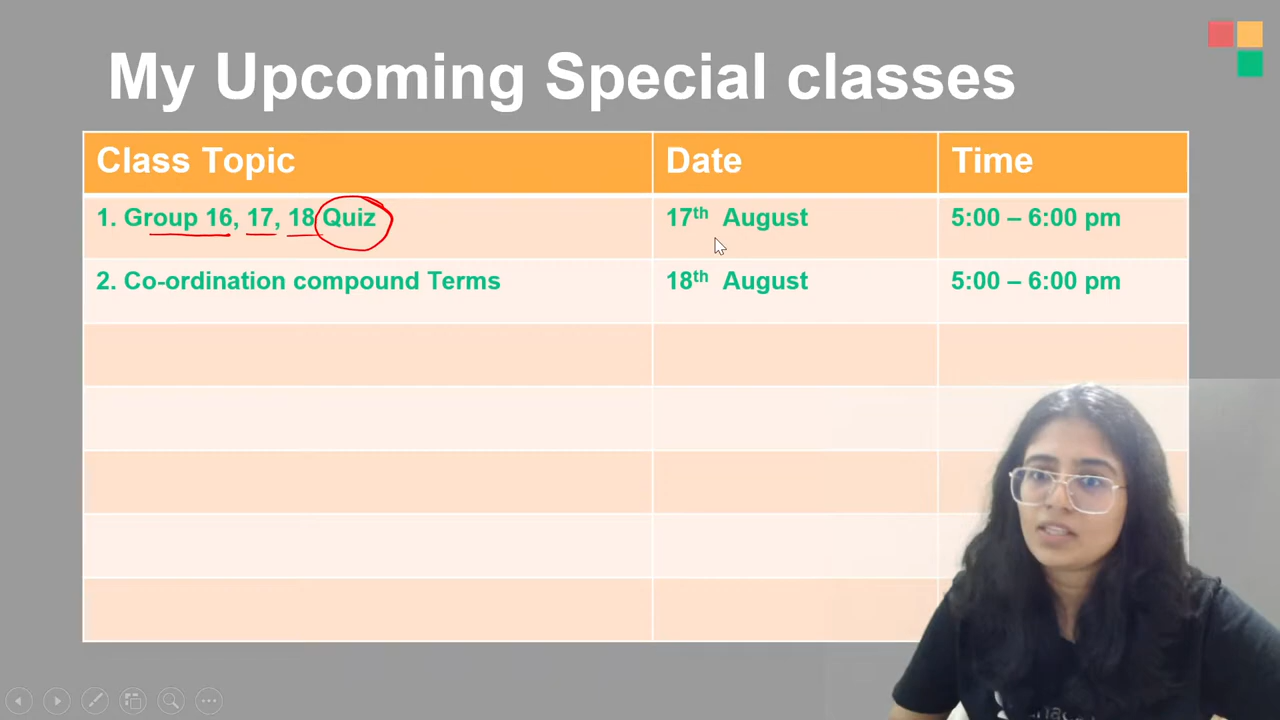 My Upcoming Special classes
Class Topic Date Time
1. Group 16, 17, 18 Quiz 17th August 5:00 – 6:00 pm
2. Co-ordination compound Terms 18th August 5:00 – 6:00 pm